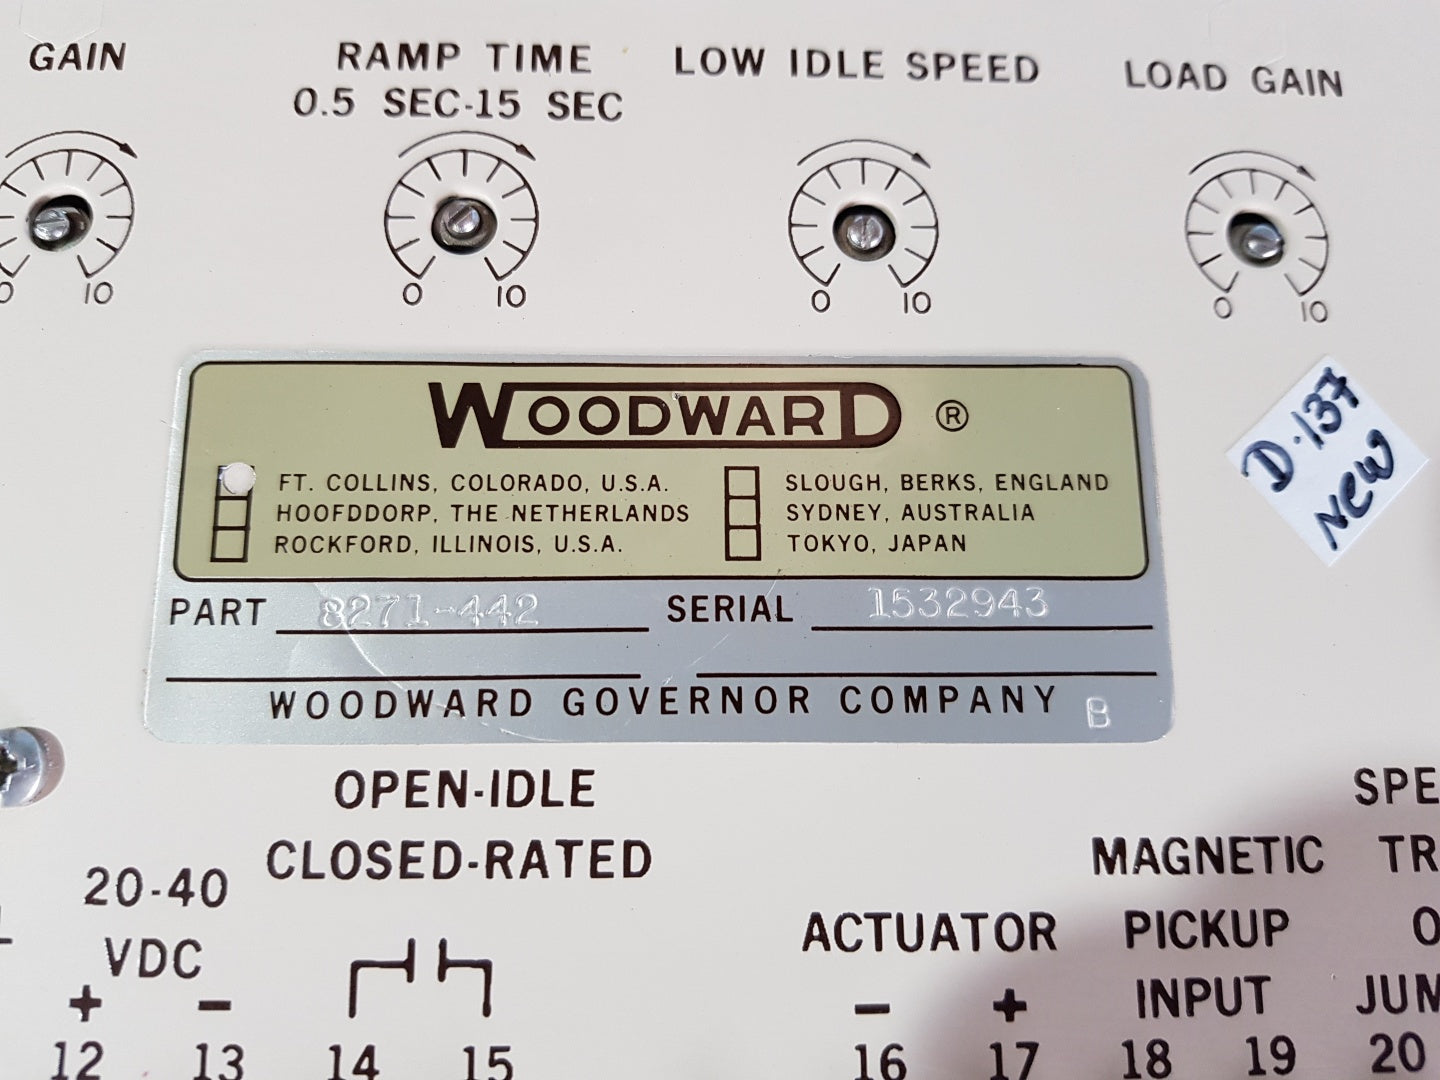 GAIN
RAMP TIME
0.5 SEC-15 SEC
LOW IDLE SPEED
LOAD GAIN
0 10
0 10
0 10
0 10
WOODWARD ®
FT. COLLINS, COLORADO, U.S.A.
HOOFDDORP, THE NETHERLANDS
ROCKFORD, ILLINOIS, U.S.A.
SLOUGH, BERKS, ENGLAND
SYDNEY, AUSTRALIA
TOKYO, JAPAN
PART 8271-442 SERIAL 1532943
WOODWARD GOVERNOR COMPANY B
D-137
NEW
OPEN-IDLE
CLOSED-RATED
20-40
VDC
+ -
12 13 14 15
ACTUATOR
- +
16 17
MAGNETIC
PICKUP
INPUT
18 19
SPE
TR
JUM
20